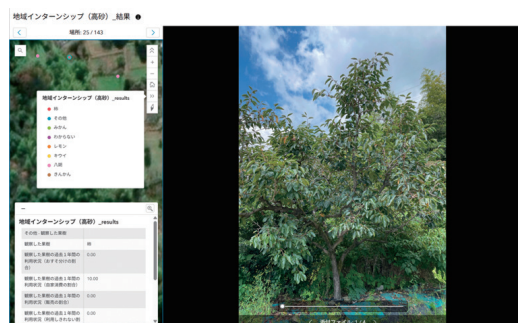 地域インターンシップ（高砂）_結果
場所: 25 / 143
地域インターンシップ（高砂）_results
柿
その他
みかん
わからない
レモン
キウイ
八朔
きんかん
地域インターンシップ（高砂）_results
その他 - 観察した果樹
観察した果樹 柿
観察した果樹の過去１年間の
利用状況（おすそ分けの割
合） 0.00
観察した果樹の過去１年間の
利用状況（自家消費の割合） 10.00
観察した果樹の過去１年間の
利用状況（販売の割合） 0.00
観察した果樹の過去１年間の
利用状況（利用しきれない割 0.00